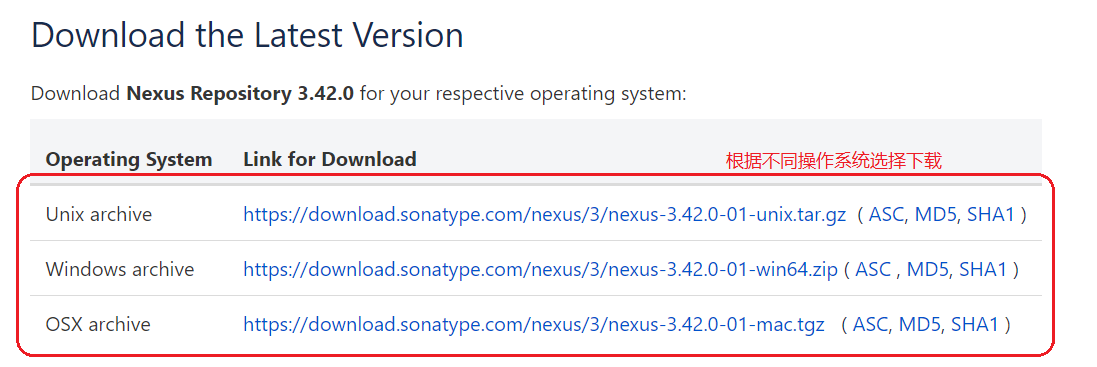 Download the Latest Version
Download Nexus Repository 3.42.0 for your respective operating system:
Operating System Link for Download 根据不同操作系统选择下载
Unix archive https://download.sonatype.com/nexus/3/nexus-3.42.0-01-unix.tar.gz ( ASC, MD5, SHA1 )
Windows archive https://download.sonatype.com/nexus/3/nexus-3.42.0-01-win64.zip ( ASC , MD5, SHA1 )
OSX archive https://download.sonatype.com/nexus/3/nexus-3.42.0-01-mac.tgz ( ASC, MD5, SHA1 )